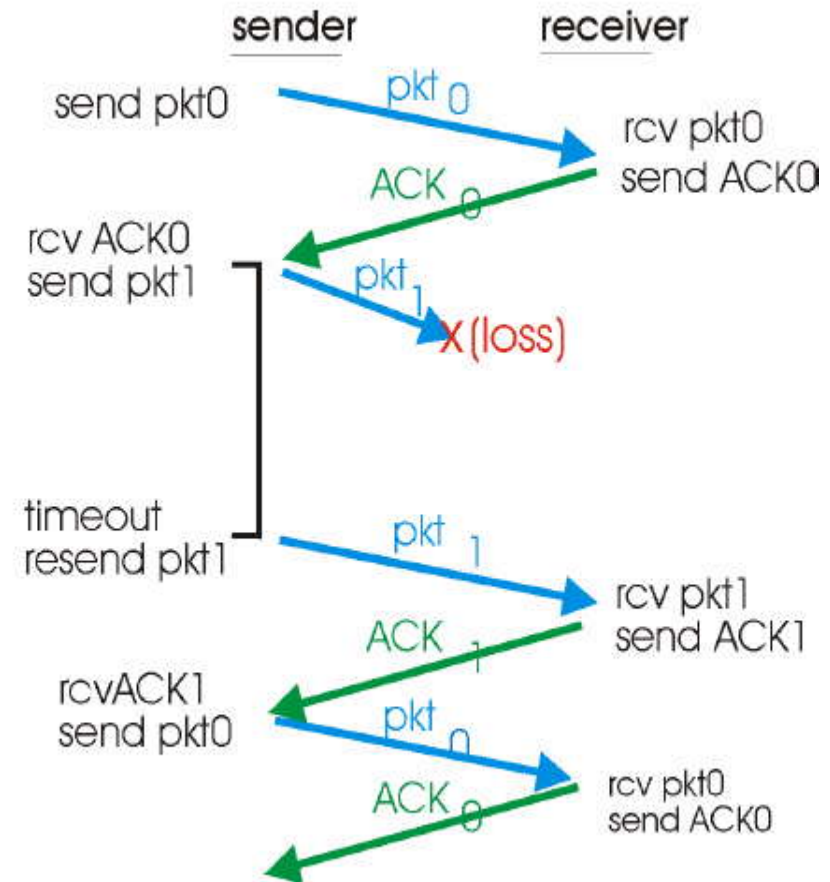 sender
receiver
send pkt0
pkt 0
rcv pkt0
send ACK0
ACK 0
rcv ACK0
send pkt1
pkt 1
X(loss)
timeout
resend pkt1
pkt 1
rcv pkt1
send ACK1
ACK 1
rcvACK1
send pkt0
pkt 0
rcv pkt0
send ACK0
ACK 0